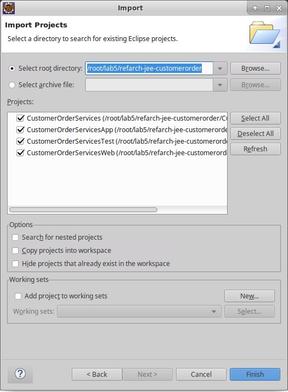 Import
Import Projects
Select a directory to search for existing Eclipse projects.
Select root directory: /root/lab5/refarch-jee-customerorder Browse...
Select archive file: Browse...
Projects:
CustomerOrderServices (/root/lab5/refarch-jee-customerorder/C Select All
CustomerOrderServicesApp (/root/lab5/refarch-jee-customerord Deselect All
CustomerOrderServicesTest (/root/lab5/refarch-jee-customerord Refresh
CustomerOrderServicesWeb (/root/lab5/refarch-jee-customerord
Options
Search for nested projects
Copy projects into workspace
Hide projects that already exist in the workspace
Working sets
Add project to working sets New...
Working sets: Select...
? < Back Next > Cancel Finish